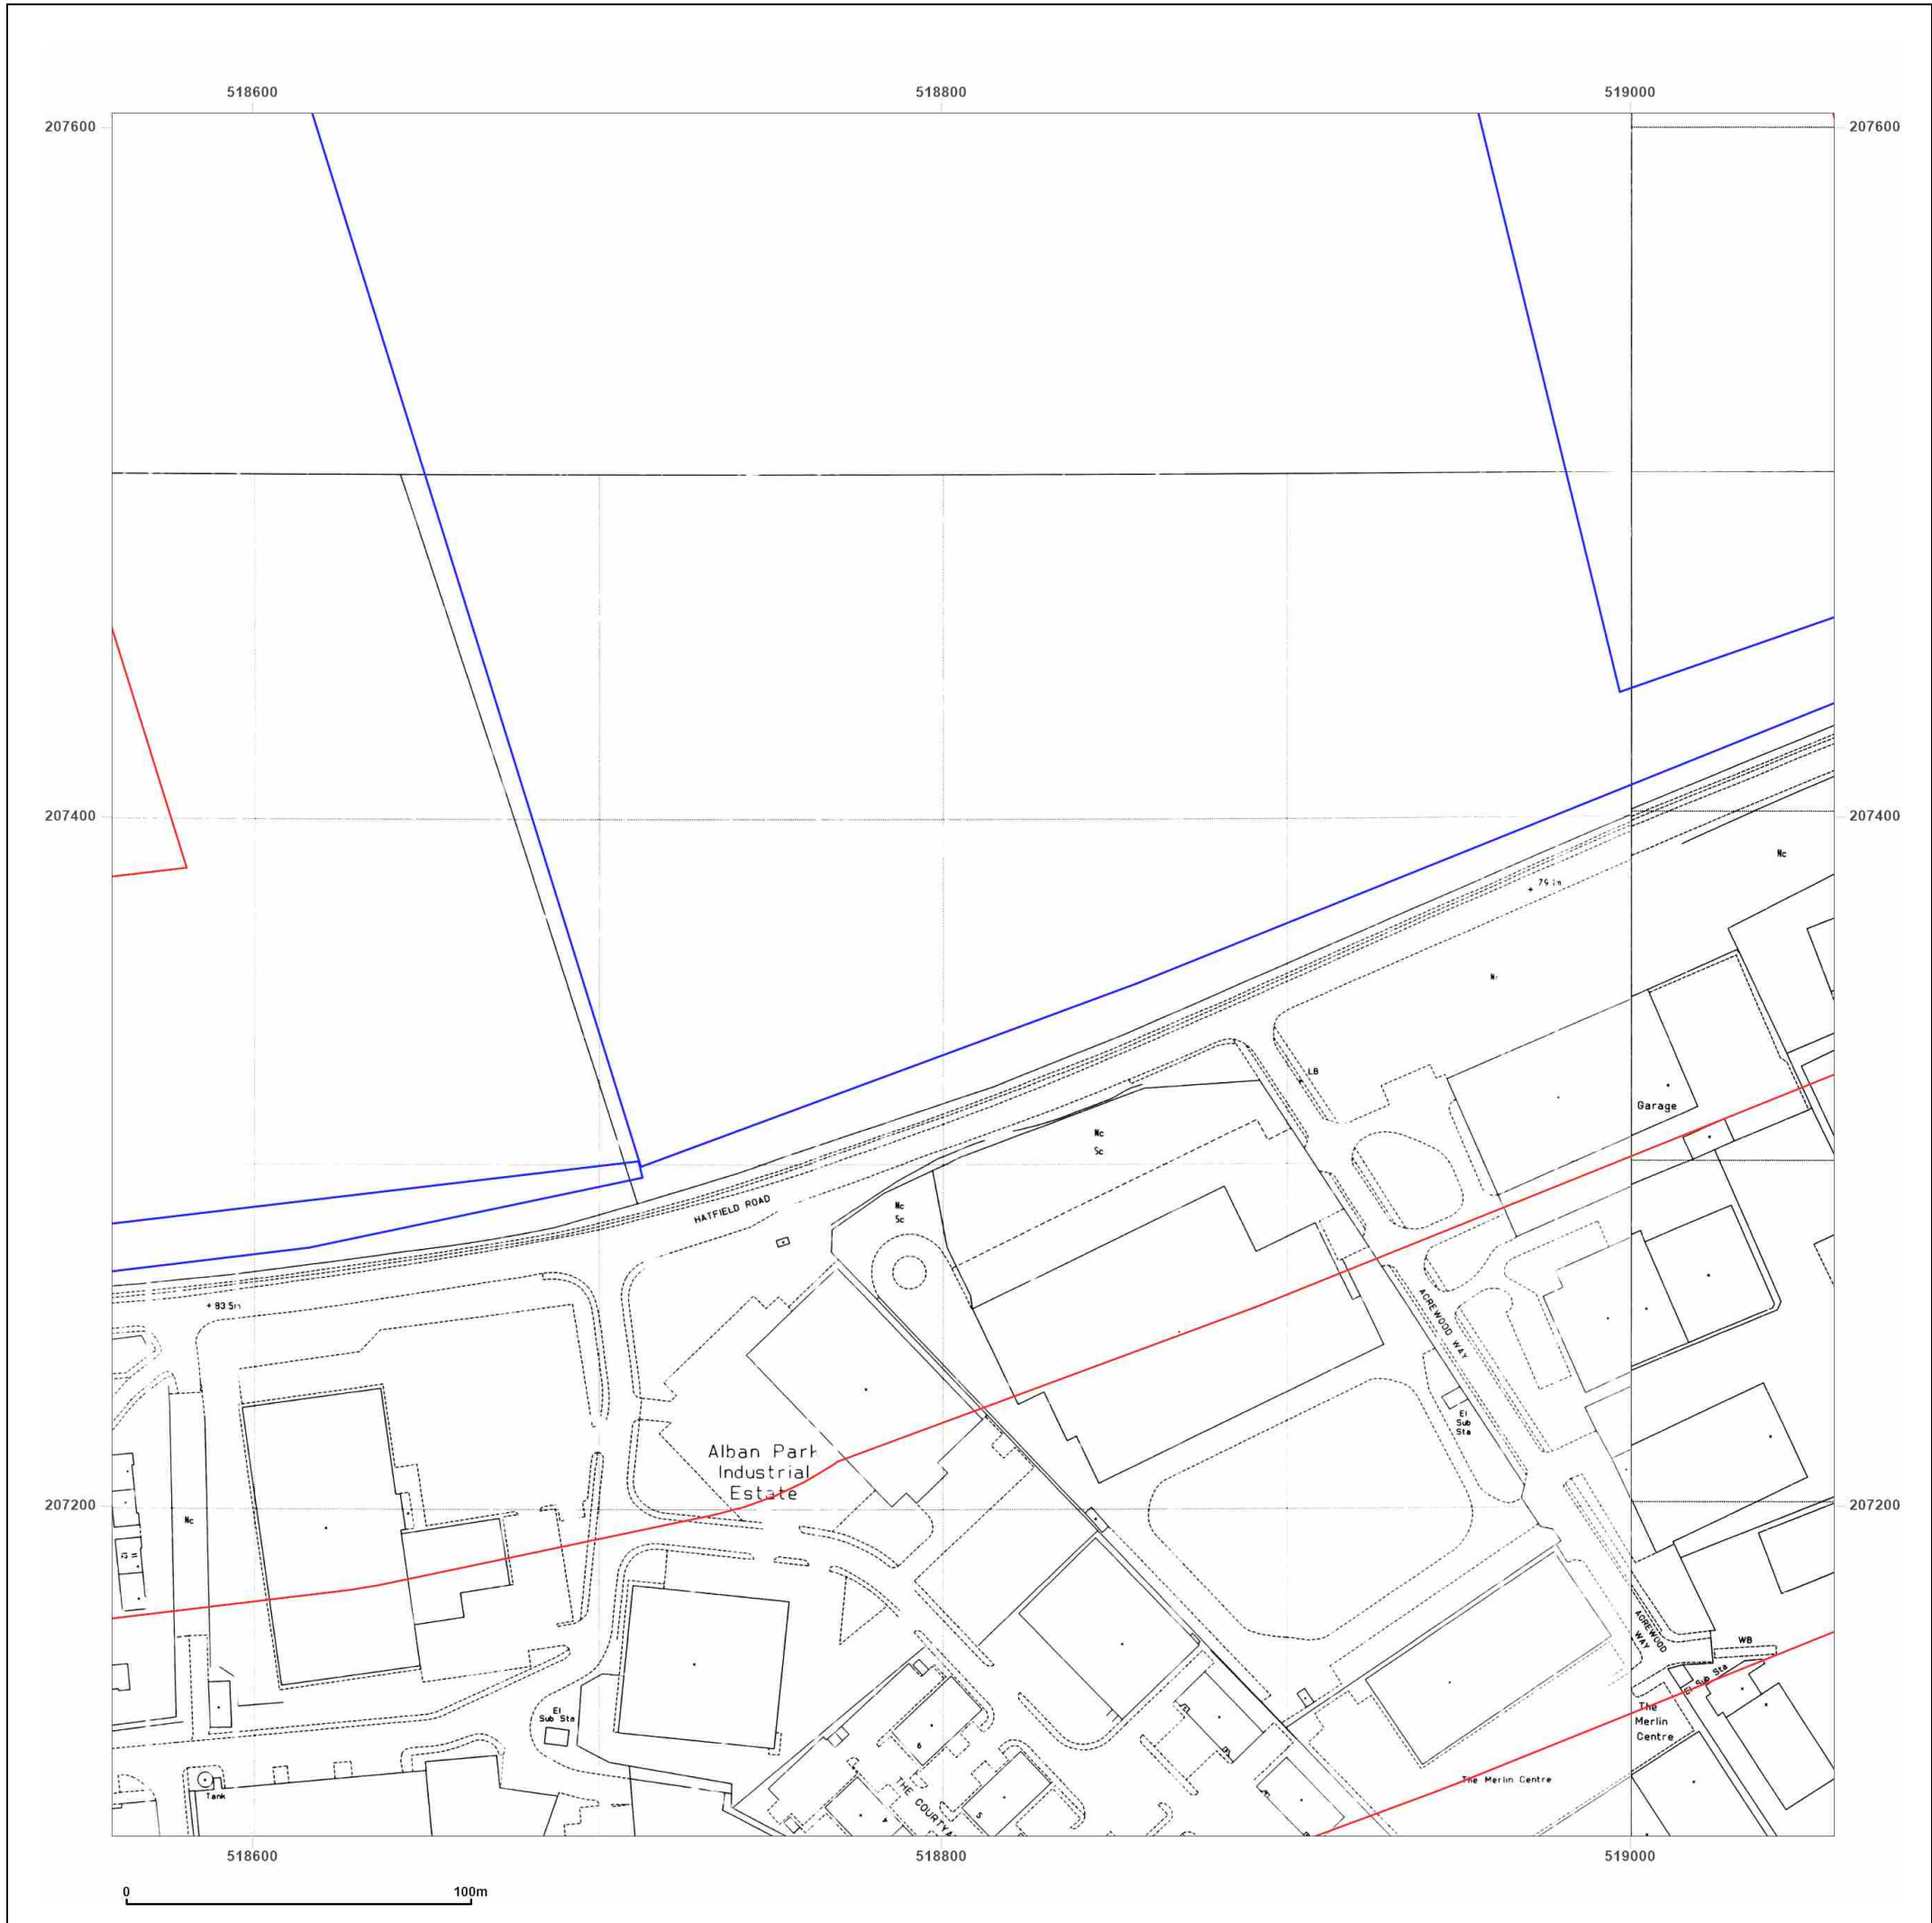 518600
518800
519000
207600
207600
207400
207400
Nc
79.1m
LB
Garage
Nc
Sc
HATFIELD ROAD
Nc
Sc
+ 83.5m
ACREWOOD WAY
El
Sub
Sta
Alban Park
Industrial
Estate
207200
207200
Nc
ACREWOOD
WAY
WB
El Sub Sta
The
Merlin
Centre
El
Sub Sta
6
The Merlin Centre
Tank
THE COURTYA
5
4
518600
518800
519000
0
100m